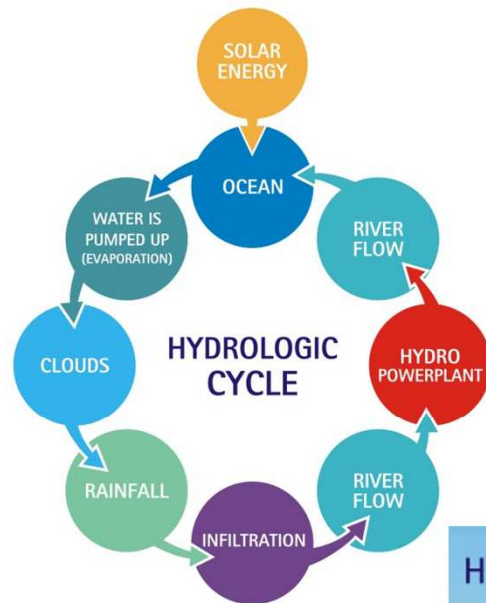 SOLAR
ENERGY
OCEAN
WATER IS
PUMPED UP
(EVAPORATION)
RIVER
FLOW
CLOUDS
HYDROLOGIC
CYCLE
HYDRO
POWERPLANT
RAINFALL
INFILTRATION
RIVER
FLOW
H